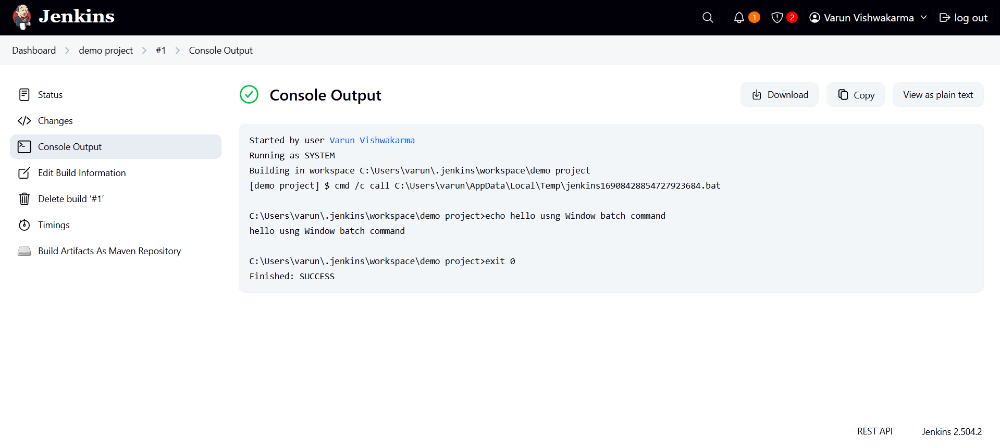 Jenkins
1
2
Varun Vishwakarma
log out
Dashboard
demo project
#1
Console Output
Status
Changes
Console Output
Edit Build Information
Delete build ‘#1’
Timings
Build Artifacts As Maven Repository
Console Output
Download
Copy
View as plain text
Started by user Varun Vishwakarma
Running as SYSTEM
Building in workspace C:\Users\varun\.jenkins\workspace\demo project
[demo project] $ cmd /c call C:\Users\varun\AppData\Local\Temp\jenkins16908428854727923684.bat
C:\Users\varun\.jenkins\workspace\demo project>echo hello usng Window batch command
hello usng Window batch command
C:\Users\varun\.jenkins\workspace\demo project>exit 0
Finished: SUCCESS
REST API
Jenkins 2.504.2